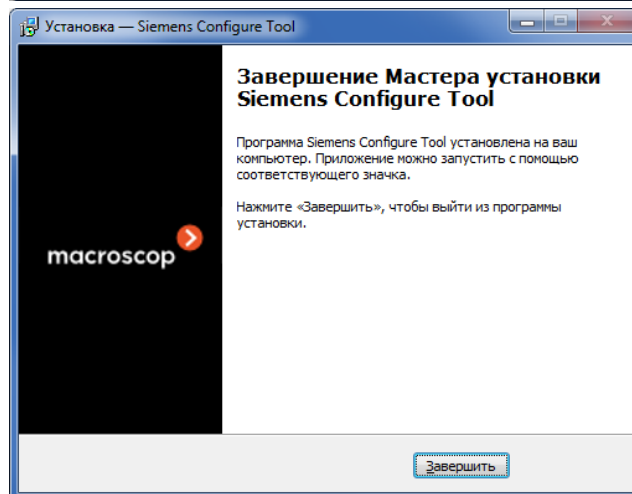 Установка — Siemens Configure Tool
Завершение Мастера установки
Siemens Configure Tool
Программа Siemens Configure Tool установлена на ваш
компьютер. Приложение можно запустить с помощью
соответствующего значка.
Нажмите «Завершить», чтобы выйти из программы
установки.
macroscop
Завершить